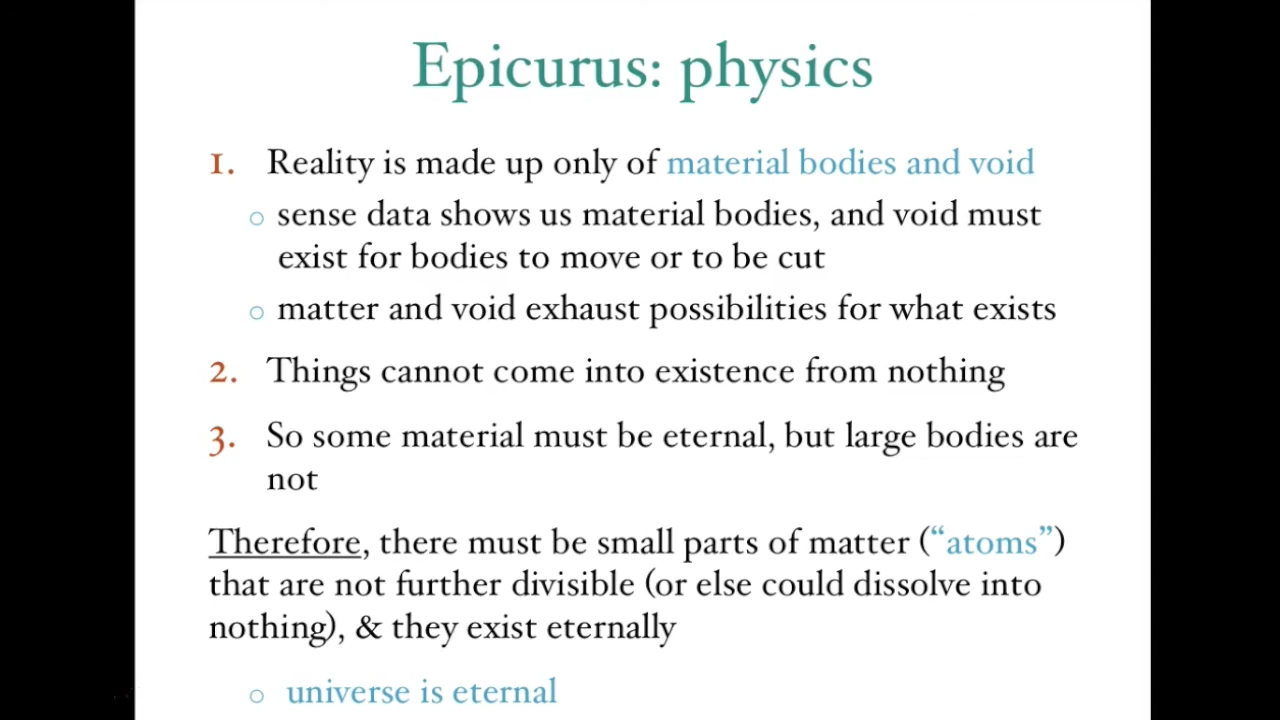 Epicurus: physics
1. Reality is made up only of material bodies and void
○ sense data shows us material bodies, and void must
exist for bodies to move or to be cut
○ matter and void exhaust possibilities for what exists
2. Things cannot come into existence from nothing
3. So some material must be eternal, but large bodies are
not
Therefore, there must be small parts of matter (“atoms”)
that are not further divisible (or else could dissolve into
nothing), & they exist eternally
○ universe is eternal